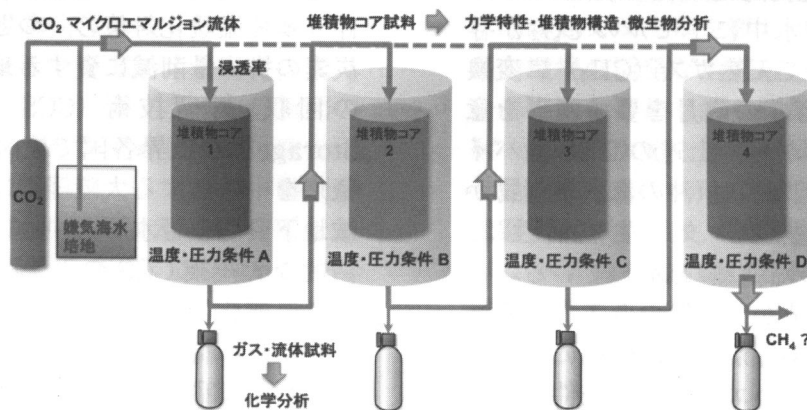 CO2 マイクロエマルジョン流体
堆積物コア試料
力学特性・堆積物構造・微生物分析
浸透率
堆積物コア
1
堆積物コア
2
堆積物コア
3
堆積物コア
4
CO2
嫌気海水
培地
温度・圧力条件 A
温度・圧力条件 B
温度・圧力条件 C
温度・圧力条件 D
ガス・流体試料
化学分析
CH4 ?